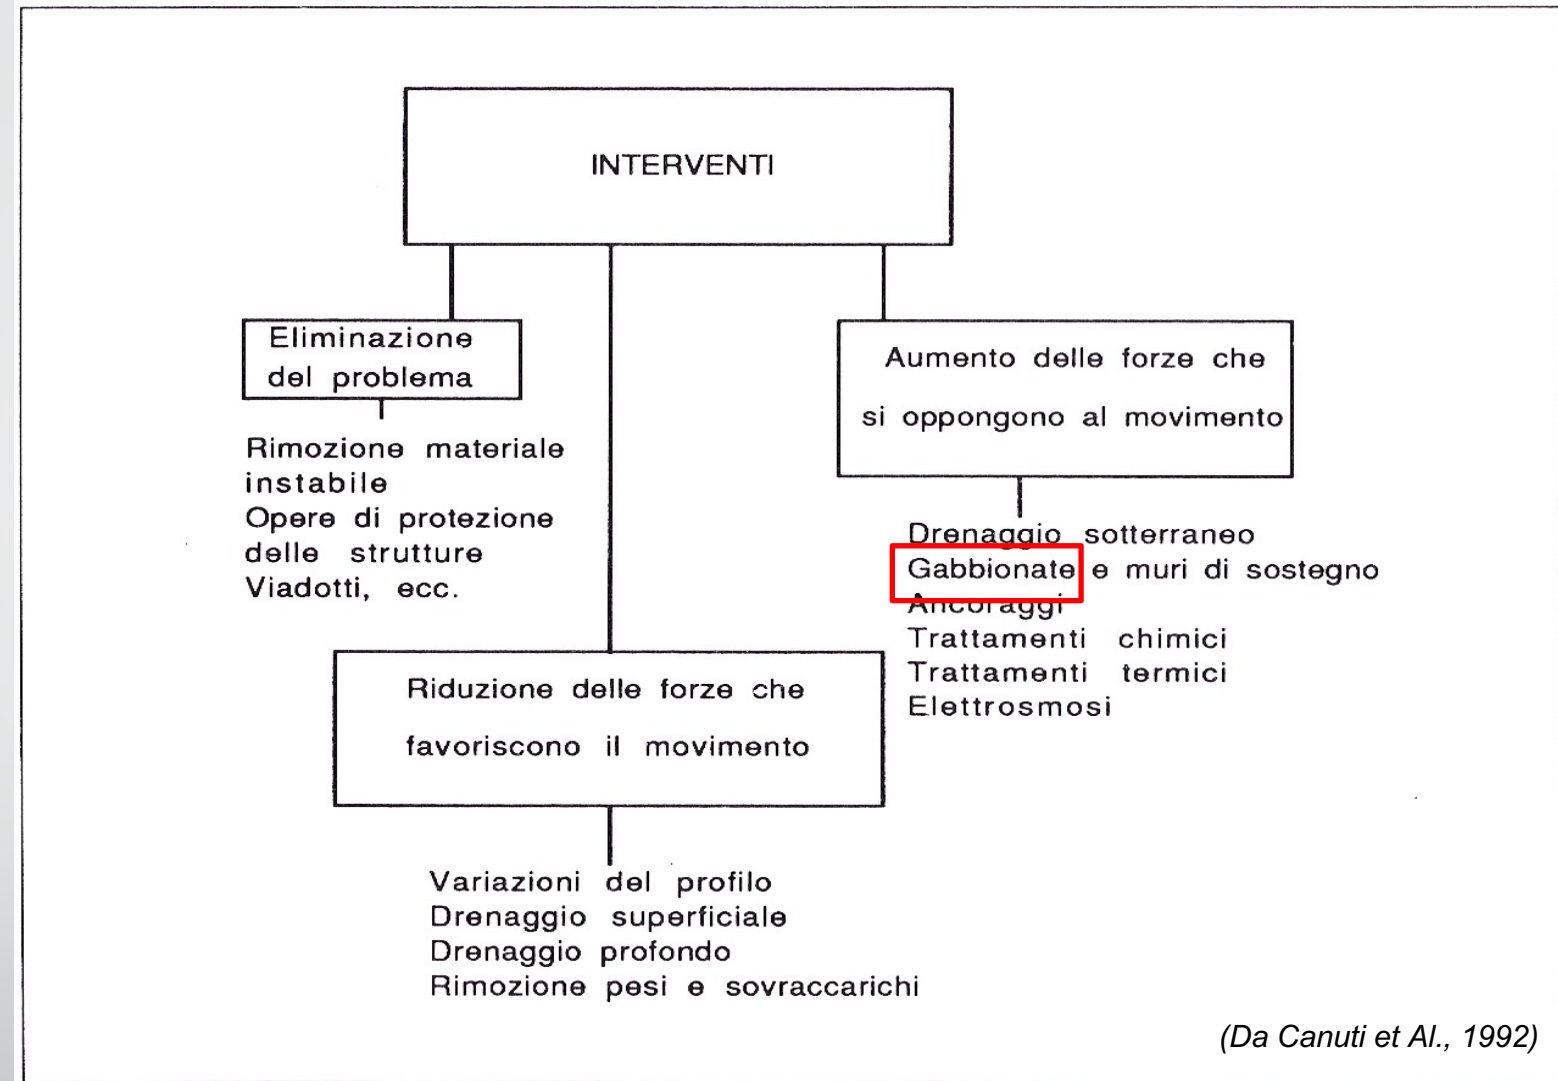 INTERVENTI
Eliminazione
del problema
Rimozione materiale
instabile
Opere di protezione
delle strutture
Viadotti, ecc.
Riduzione delle forze che
favoriscono il movimento
Variazioni del profilo
Drenaggio superficiale
Drenaggio profondo
Rimozione pesi e sovraccarichi
Aumento delle forze che
si oppongono al movimento
Drenaggio sotterraneo
Gabbionate e muri di sostegno
Ancoraggi
Trattamenti chimici
Trattamenti termici
Elettrosmosi
(Da Canuti et Al., 1992)